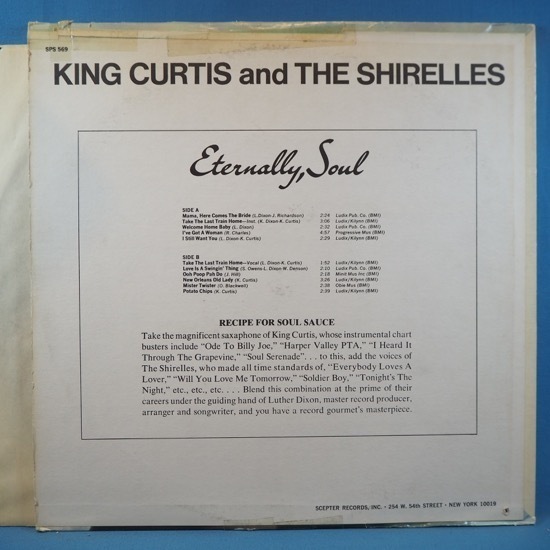 SPS 569
KING CURTIS and THE SHIRELLES
Eternally, Soul
SIDE A
Mama, Here Comes The Bride (L. Dixon-J. Richardson) 2:24 Ludix Pub. Co. (BMI)
Take The Last Train Home—Inst. (K. Dixon-K. Curtis) 3:06 Ludix/Kilynn (BMI)
Welcome Home Baby (L. Dixon) 2:32 Ludix Pub. Co. (BMI)
I've Got A Woman (R. Charles) 4:57 Progressive Mus (BMI)
I Still Want You (L. Dixon-K. Curtis) 2:29 Ludix/Kilynn (BMI)
SIDE B
Take The Last Train Home—Vocal (L. Dixon-K. Curtis) 1:52 Ludix/Kilynn (BMI)
Love Is A Swingin' Thing (S. Owens-L. Dixon-W. Denson) 2:10 Ludix Pub. Co. (BMI)
Ooh Poop Pah Do (J. Hill) 2:18 Minit Mus Inc (BMI)
New Orleans Old Lady (K. Curtis) 3:26 Ludix/Kilynn (BMI)
Mister Twister (O. Blackwell) 2:38 Obie Mus (BMI)
Potato Chips (K. Curtis) 2:39 Ludix/Kilynn (BMI)
RECIPE FOR SOUL SAUCE
Take the magnificent saxaphone of King Curtis, whose instrumental chart
busters include "Ode To Billy Joe," "Harper Valley PTA," "I Heard It
Through The Grapevine," "Soul Serenade". . . to this, add the voices of
The Shirelles, who made all time standards of, "Everybody Loves A
Lover," "Will You Love Me Tomorrow," "Soldier Boy," "Tonight's The
Night," etc., etc., etc. . . . Blend this combination at the prime of their
careers under the guiding hand of Luther Dixon, master record producer,
arranger and songwriter, and you have a record gourmet's masterpiece.
SCEPTER RECORDS, INC. · 254 W. 54th STREET · NEW YORK 10019